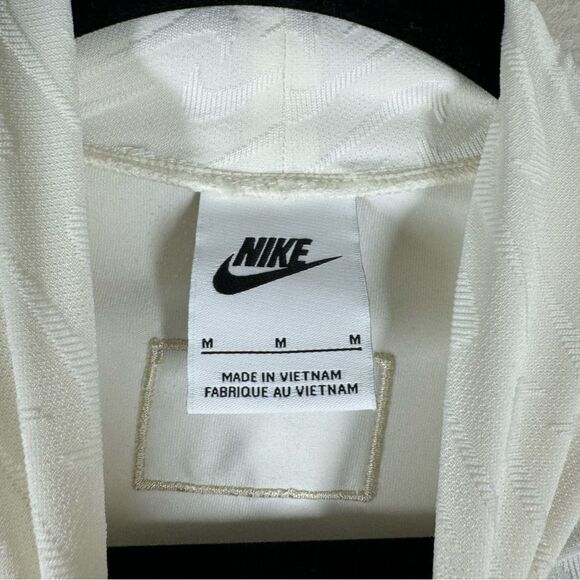 NIKE
M M M
MADE IN VIETNAM
FABRIQUE AU VIETNAM